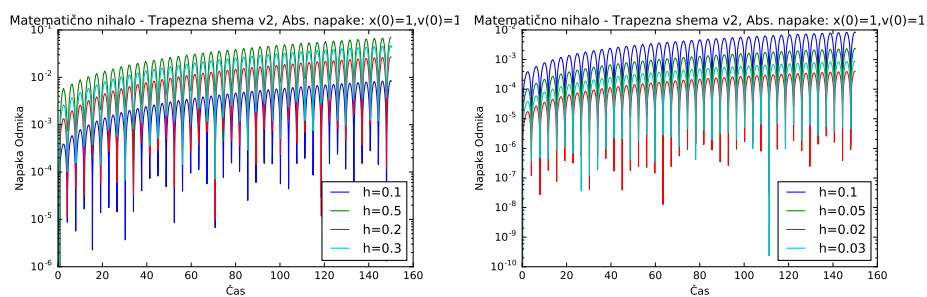 Matematično nihalo - Trapezna shema v2, Abs. napake: x(0)=1,v(0)=1
Napaka Odmika
10^-1
10^-2
10^-3
10^-4
10^-5
10^-6
0 20 40 60 80 100 120 140 160
Čas
h=0.1
h=0.5
h=0.2
h=0.3
Matematično nihalo - Trapezna shema v2, Abs. napake: x(0)=1,v(0)=1
Napaka Odmika
10^-2
10^-3
10^-4
10^-5
10^-6
10^-7
10^-8
10^-9
10^-10
0 20 40 60 80 100 120 140 160
Čas
h=0.1
h=0.05
h=0.02
h=0.03